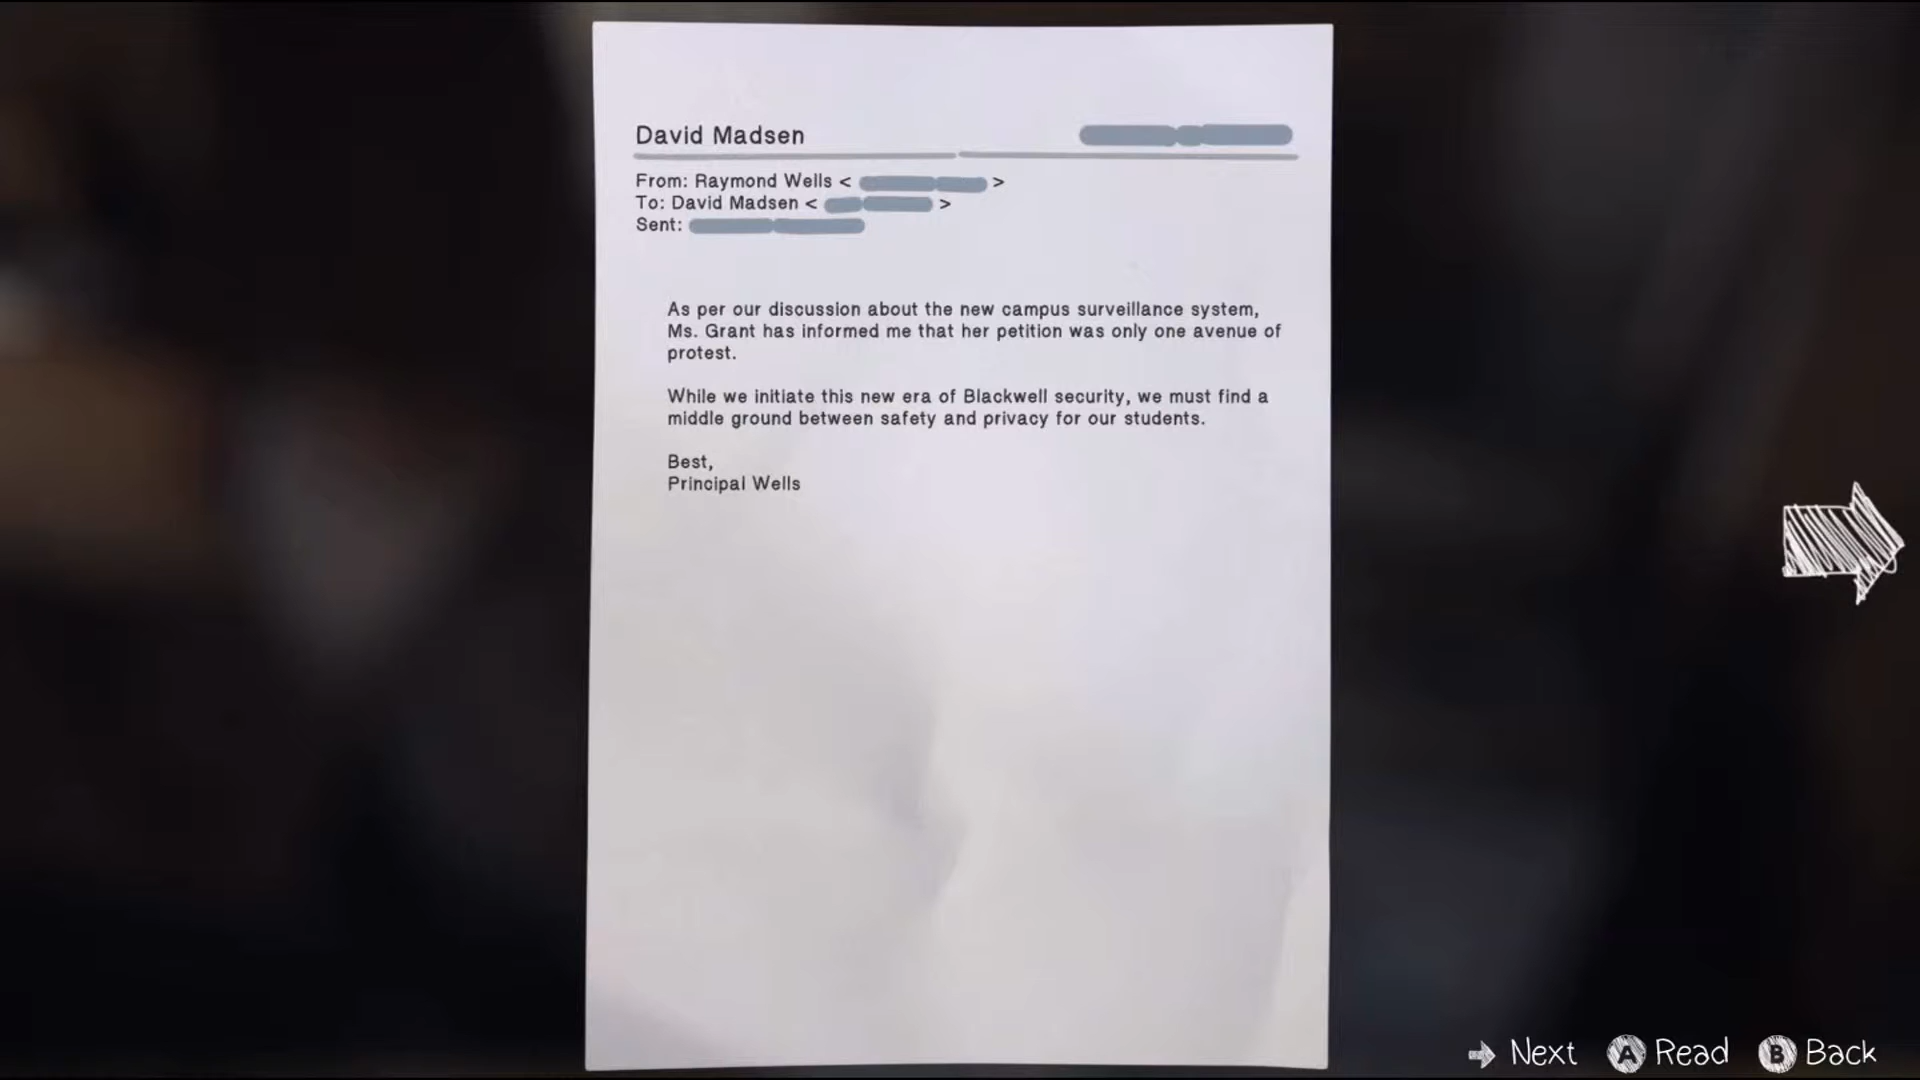 David Madsen
From: Raymond Wells < >
To: David Madsen < >
Sent:
As per our discussion about the new campus surveillance system,
Ms. Grant has informed me that her petition was only one avenue of
protest.
While we initiate this new era of Blackwell security, we must find a
middle ground between safety and privacy for our students.
Best,
Principal Wells
Next A Read B Back